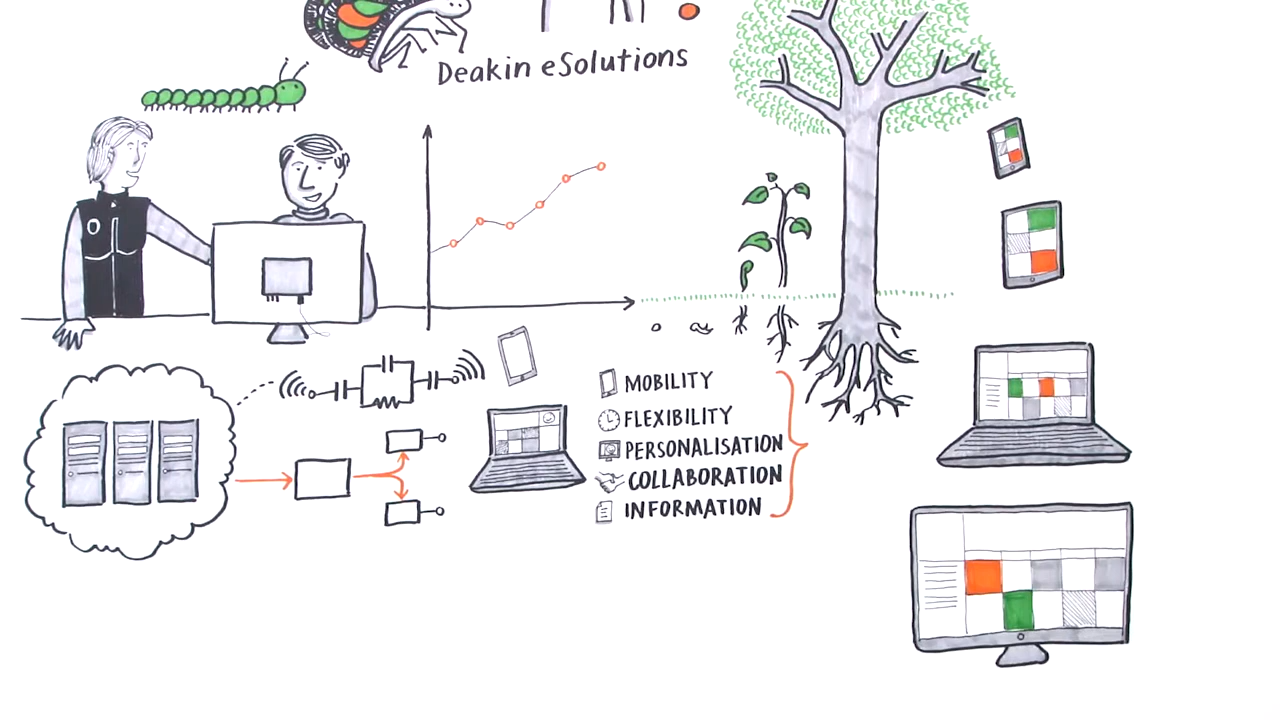 Deakin eSolutions
MOBILITY
FLEXIBILITY
PERSONALISATION
COLLABORATION
INFORMATION